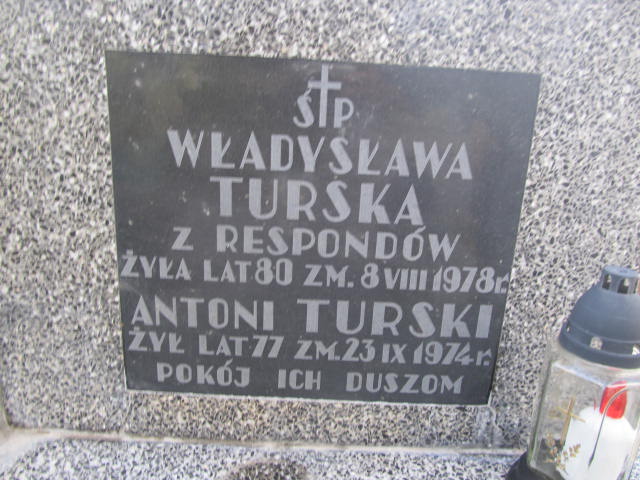 Ś†P
WŁADYSŁAWA
TURSKA
Z RESPONDÓW
ŻYŁA LAT 80 ZM. 8 VIII 1978 r.
ANTONI TURSKI
ŻYŁ LAT 77 ZM. 23 IX 1974 r.
POKÓJ ICH DUSZOM